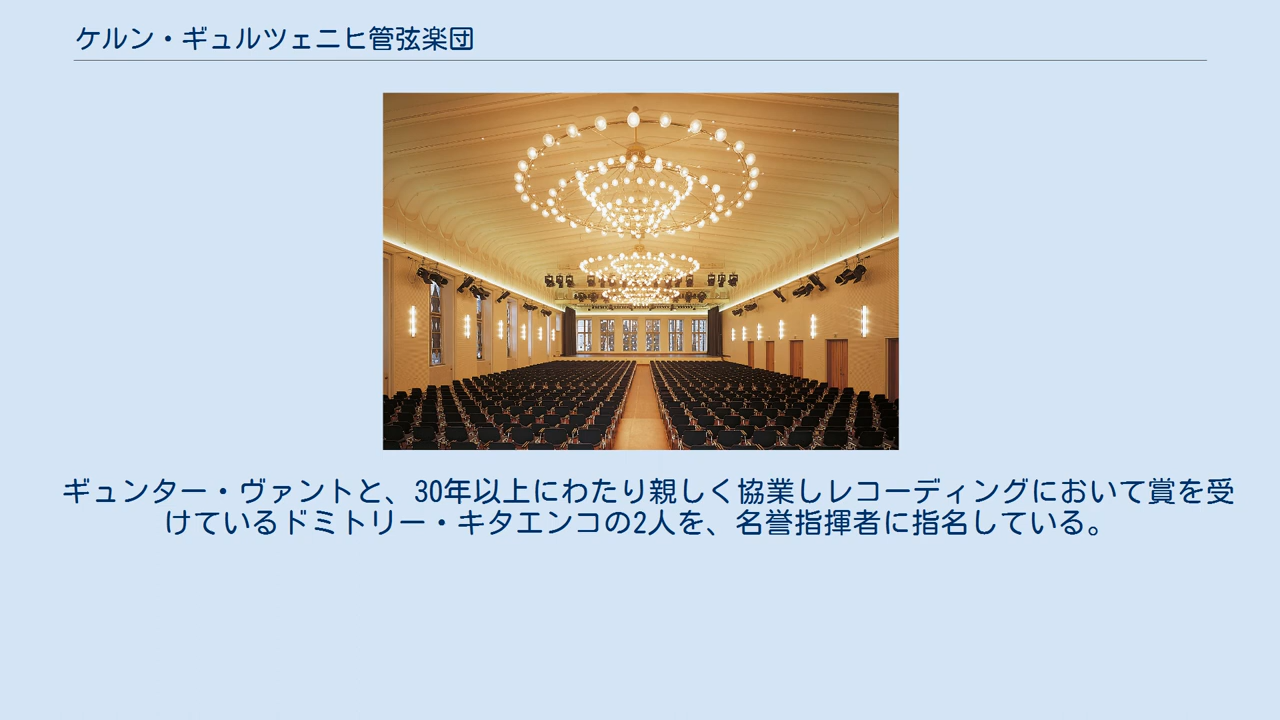 ケルン・ギュルツェニヒ管弦楽団
ギュンター・ヴァントと、30年以上にわたり親しく協業しレコーディングにおいて賞を受
けているドミトリー・キタエンコの2人を、名誉指揮者に指名している。